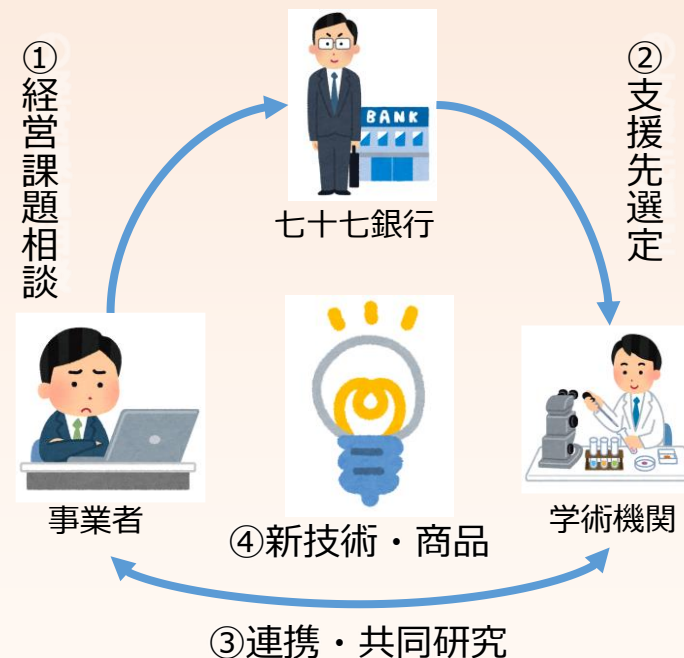 ①経営課題相談
②支援先選定
BANK
七十七銀行
事業者
学術機関
④新技術・商品
③連携・共同研究